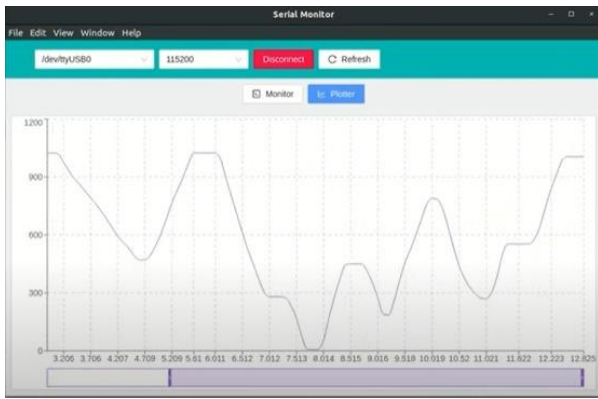 Serial Monitor
File Edit View Window Help
/dev/ttyUSB0 115200 Disconnect Refresh
Monitor Plotter
1200
900
600
300
0
3.206 3.706 4.207 4.709 5.209 5.61 6.011 6.512 7.012 7.513 8.014 8.515 9.016 9.518 10.019 10.52 11.021 11.622 12.223 12.825